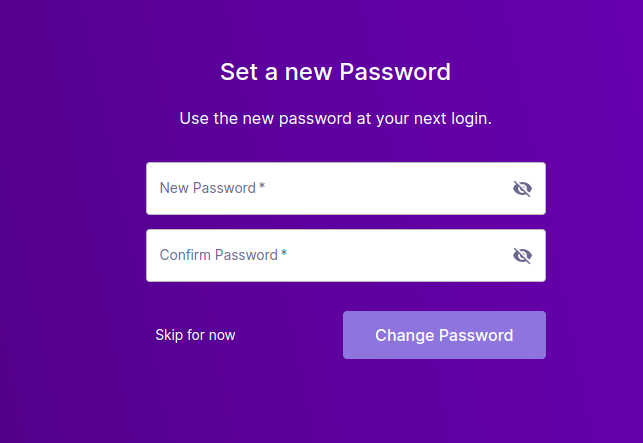 Set a new Password
Use the new password at your next login.
New Password *
Confirm Password *
Skip for now
Change Password